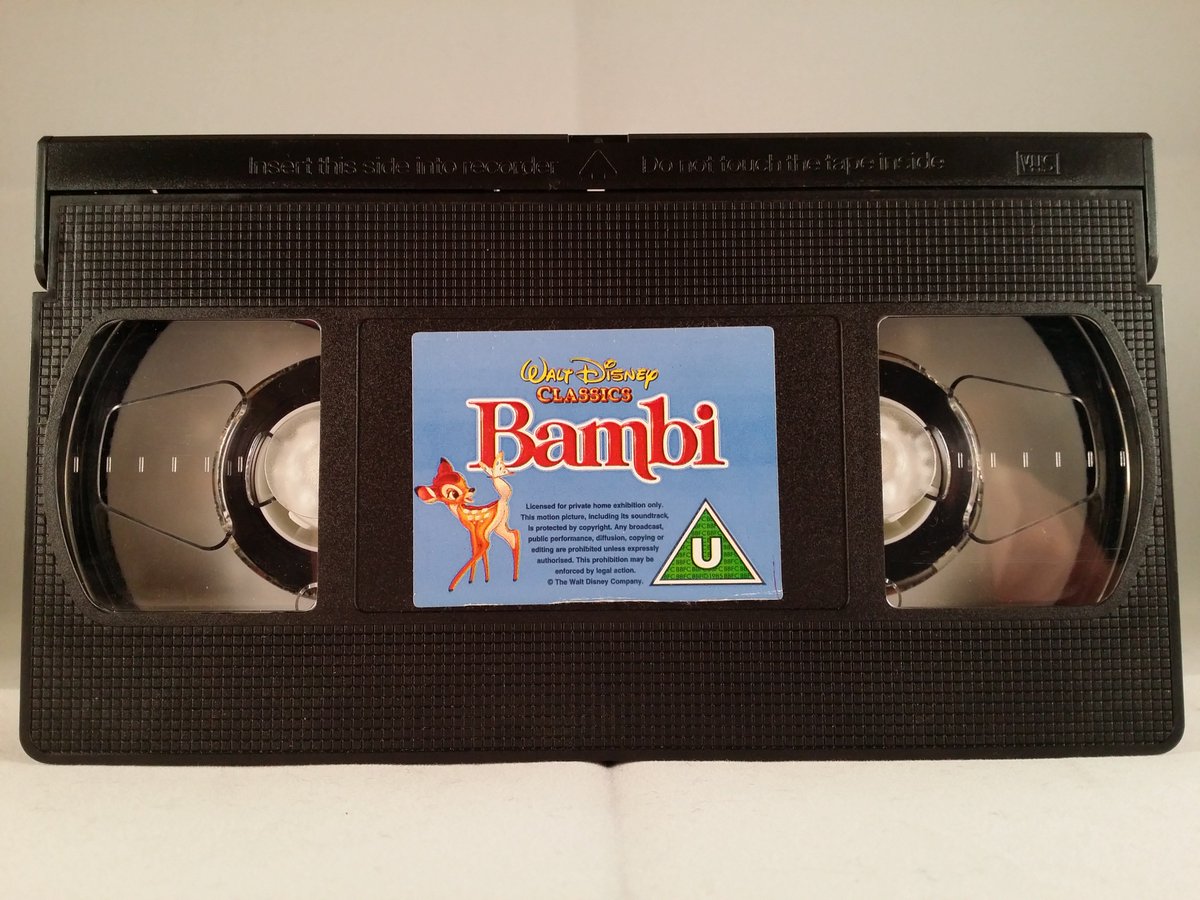 Insert this side into recorder
Do not touch the tape inside
VHS
WALT DISNEY
CLASSICS
Bambi
Licensed for private home exhibition only.
This motion picture, including its soundtrack,
is protected by copyright. Any broadcast,
public performance, diffusion, copying or
editing are prohibited unless expressly
authorised. This prohibition may be
enforced by legal action.
© The Walt Disney Company.
U